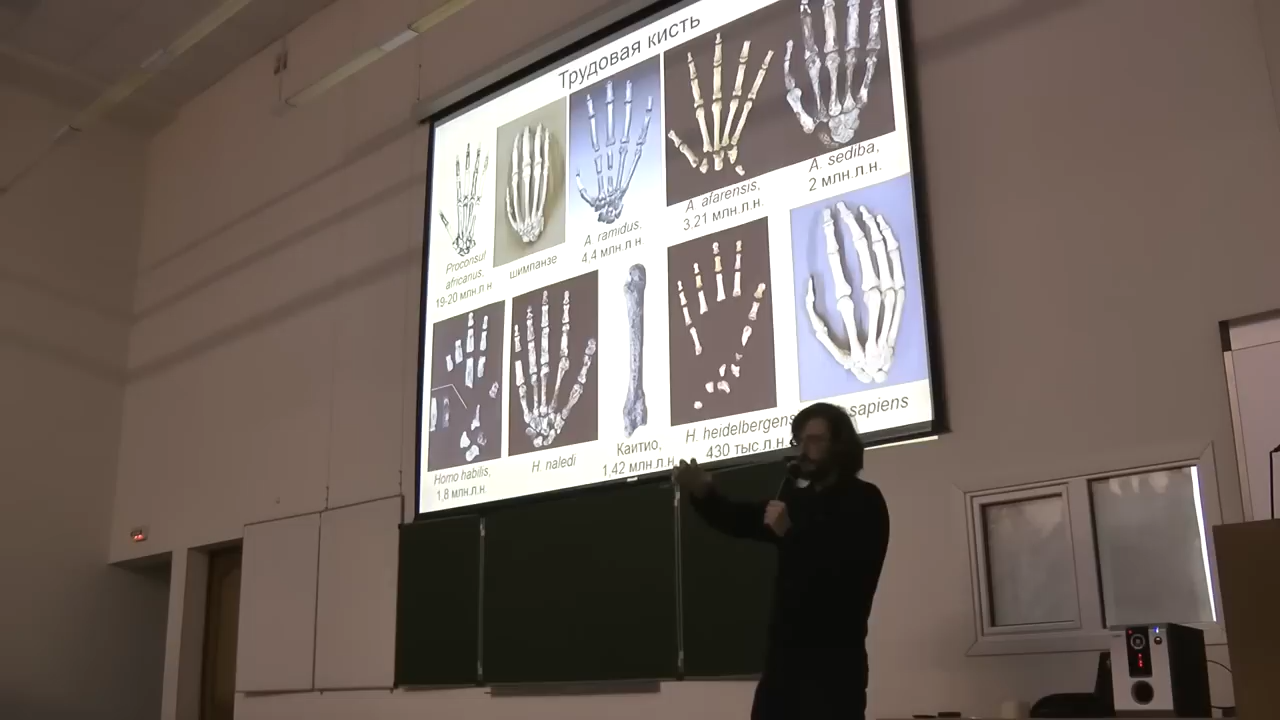 Трудовая кисть
Proconsul
africanus,
19-20 млн.л.н
шимпанзе
A. ramidus,
4,4 млн.л.н
A. afarensis,
3,21 млн.л.н.
A. sediba,
2 млн.л.н.
Homo habilis,
1,8 млн.л.н
H. naledi
Каитио,
1,42 млн.л.н.
H. heidelbergens
430 тыс.л.н
sapiens